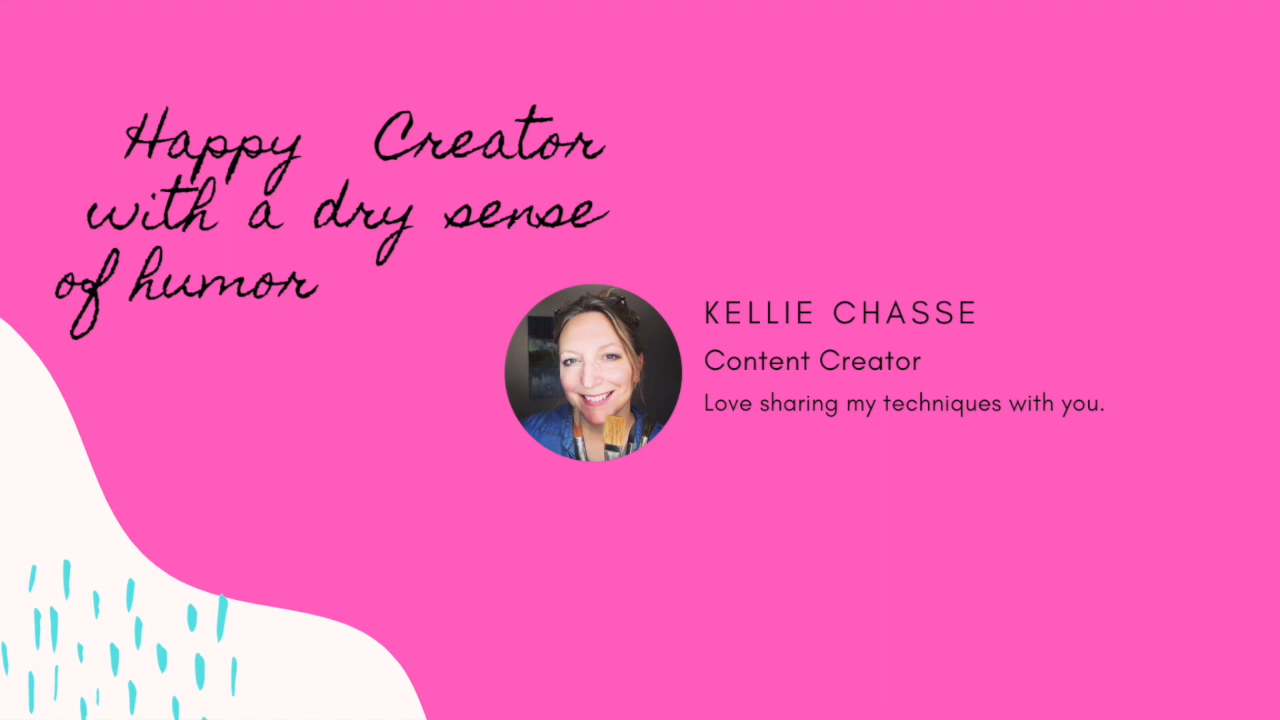 Happy Creator
with a dry sense
of humor
KELLIE CHASSE
Content Creator
Love sharing my techniques with you.